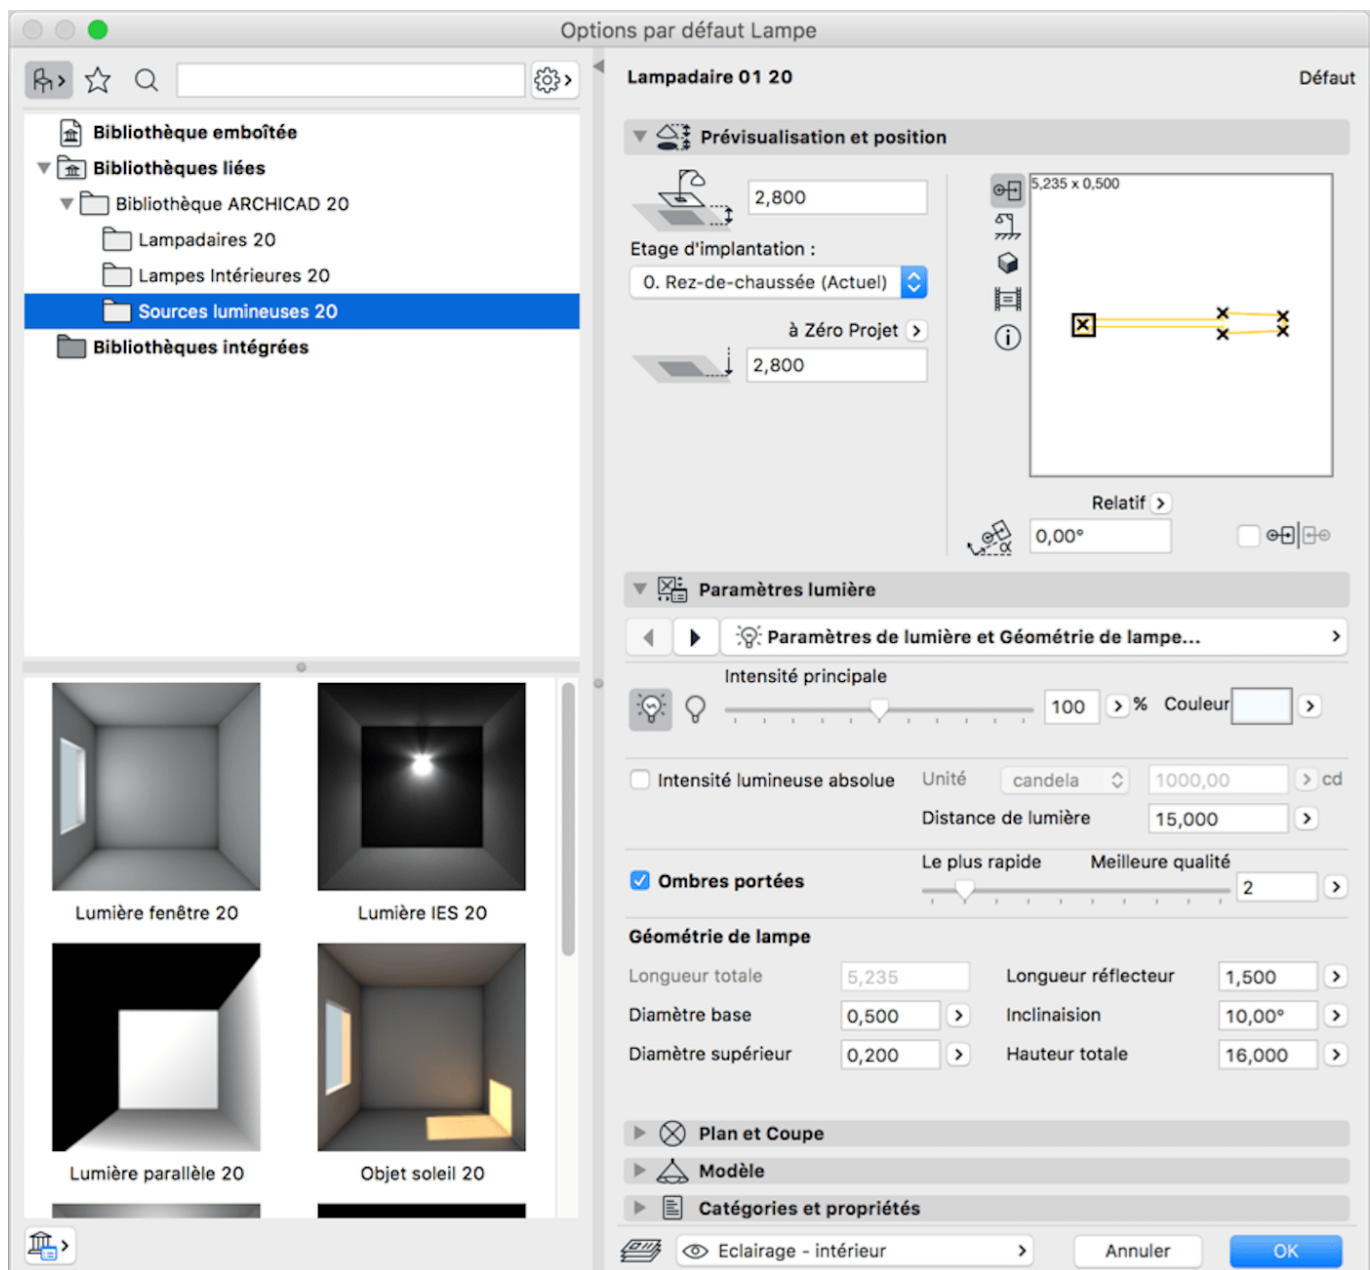 Options par défaut Lampe
Bibliothèque emboîtée
Bibliothèques liées
Bibliothèque ARCHICAD 20
Lampadaires 20
Lampes Intérieures 20
Sources lumineuses 20
Bibliothèques intégrées
Lumière fenêtre 20
Lumière IES 20
Lumière parallèle 20
Objet soleil 20
Lampadaire 01 20
Défaut
Prévisualisation et position
2,800
Etage d'implantation :
0. Rez-de-chaussée (Actuel)
à Zéro Projet
2,800
5,235 x 0,500
Relatif
α
0,00°
Paramètres lumière
Paramètres de lumière et Géométrie de lampe...
Intensité principale
100 % Couleur
Intensité lumineuse absolue Unité candela 1000,00 cd
Distance de lumière 15,000
Le plus rapide Meilleure qualité
Ombres portées 2
Géométrie de lampe
Longueur totale 5,235 Longueur réflecteur 1,500
Diamètre base 0,500 Inclinaision 10,00°
Diamètre supérieur 0,200 Hauteur totale 16,000
Plan et Coupe
Modèle
Catégories et propriétés
Eclairage - intérieur Annuler OK